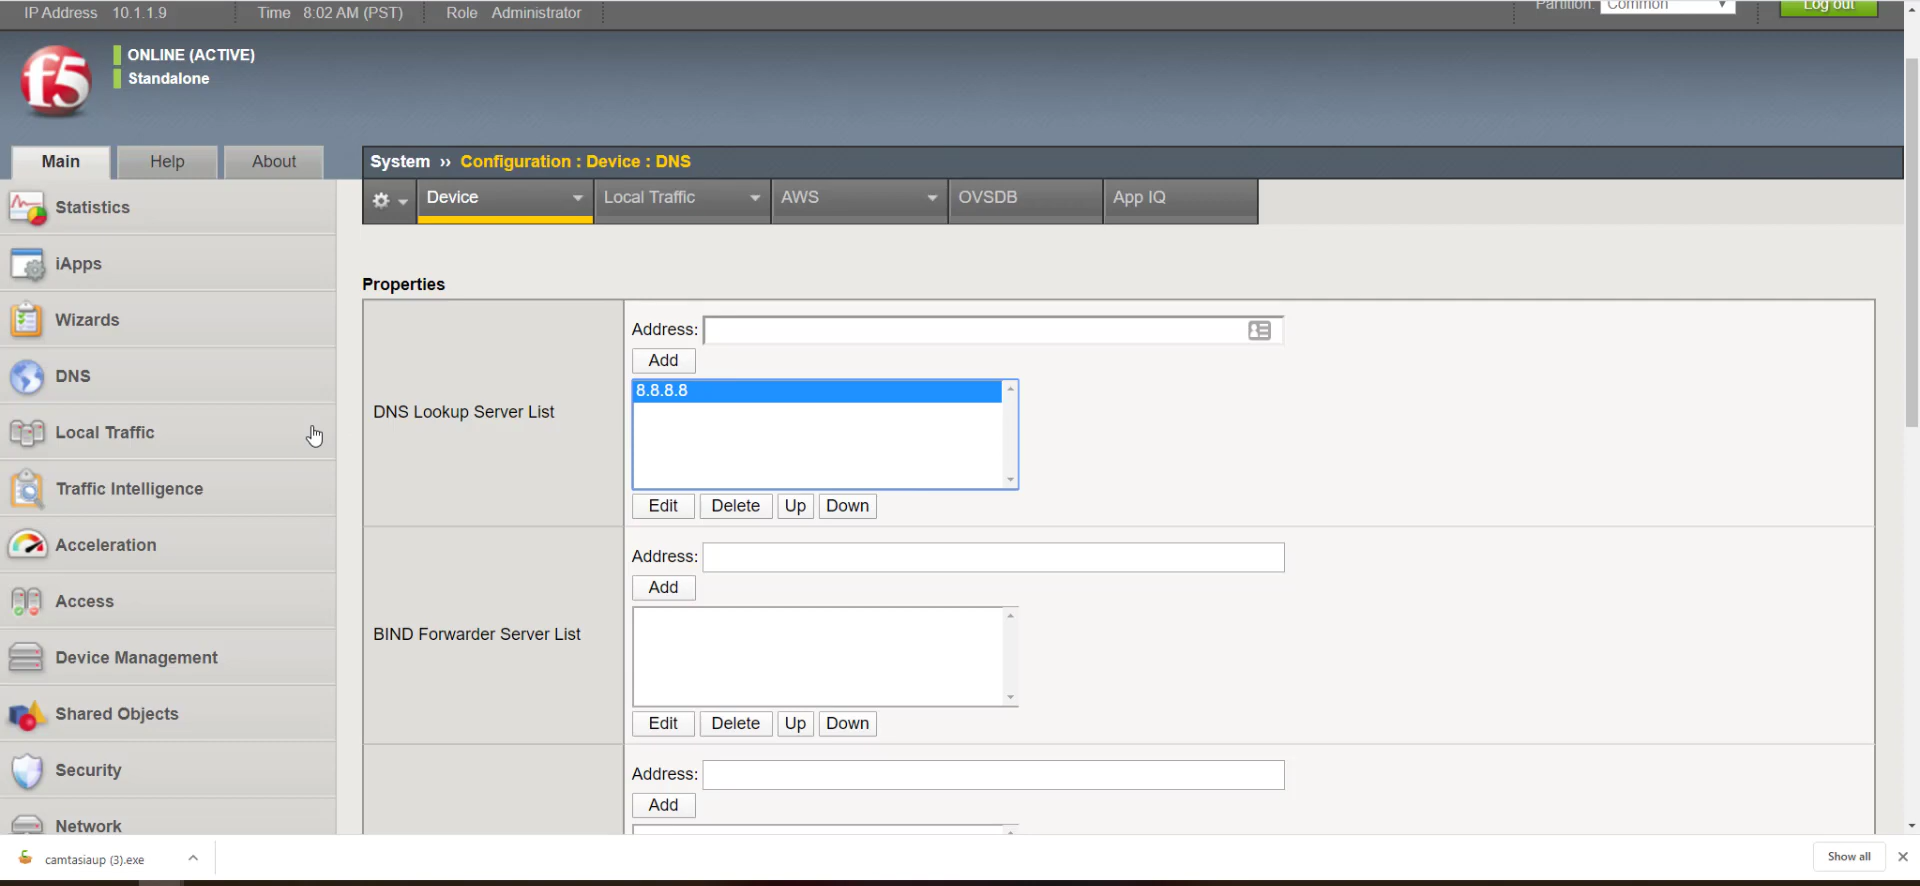 IP Address 10.1.1.9 Time 8:02 AM (PST) Role Administrator Partition: Common Log out
f5
ONLINE (ACTIVE)
Standalone
Main Help About
System ›› Configuration : Device : DNS
Device Local Traffic AWS OVSDB App IQ
Statistics
iApps
Wizards
DNS
Local Traffic
Traffic Intelligence
Acceleration
Access
Device Management
Shared Objects
Security
Network
Properties
DNS Lookup Server List
Address:
Add
8.8.8.8
Edit Delete Up Down
BIND Forwarder Server List
Address:
Add
Edit Delete Up Down
Address:
Add
camtasiaup (3).exe
Show all